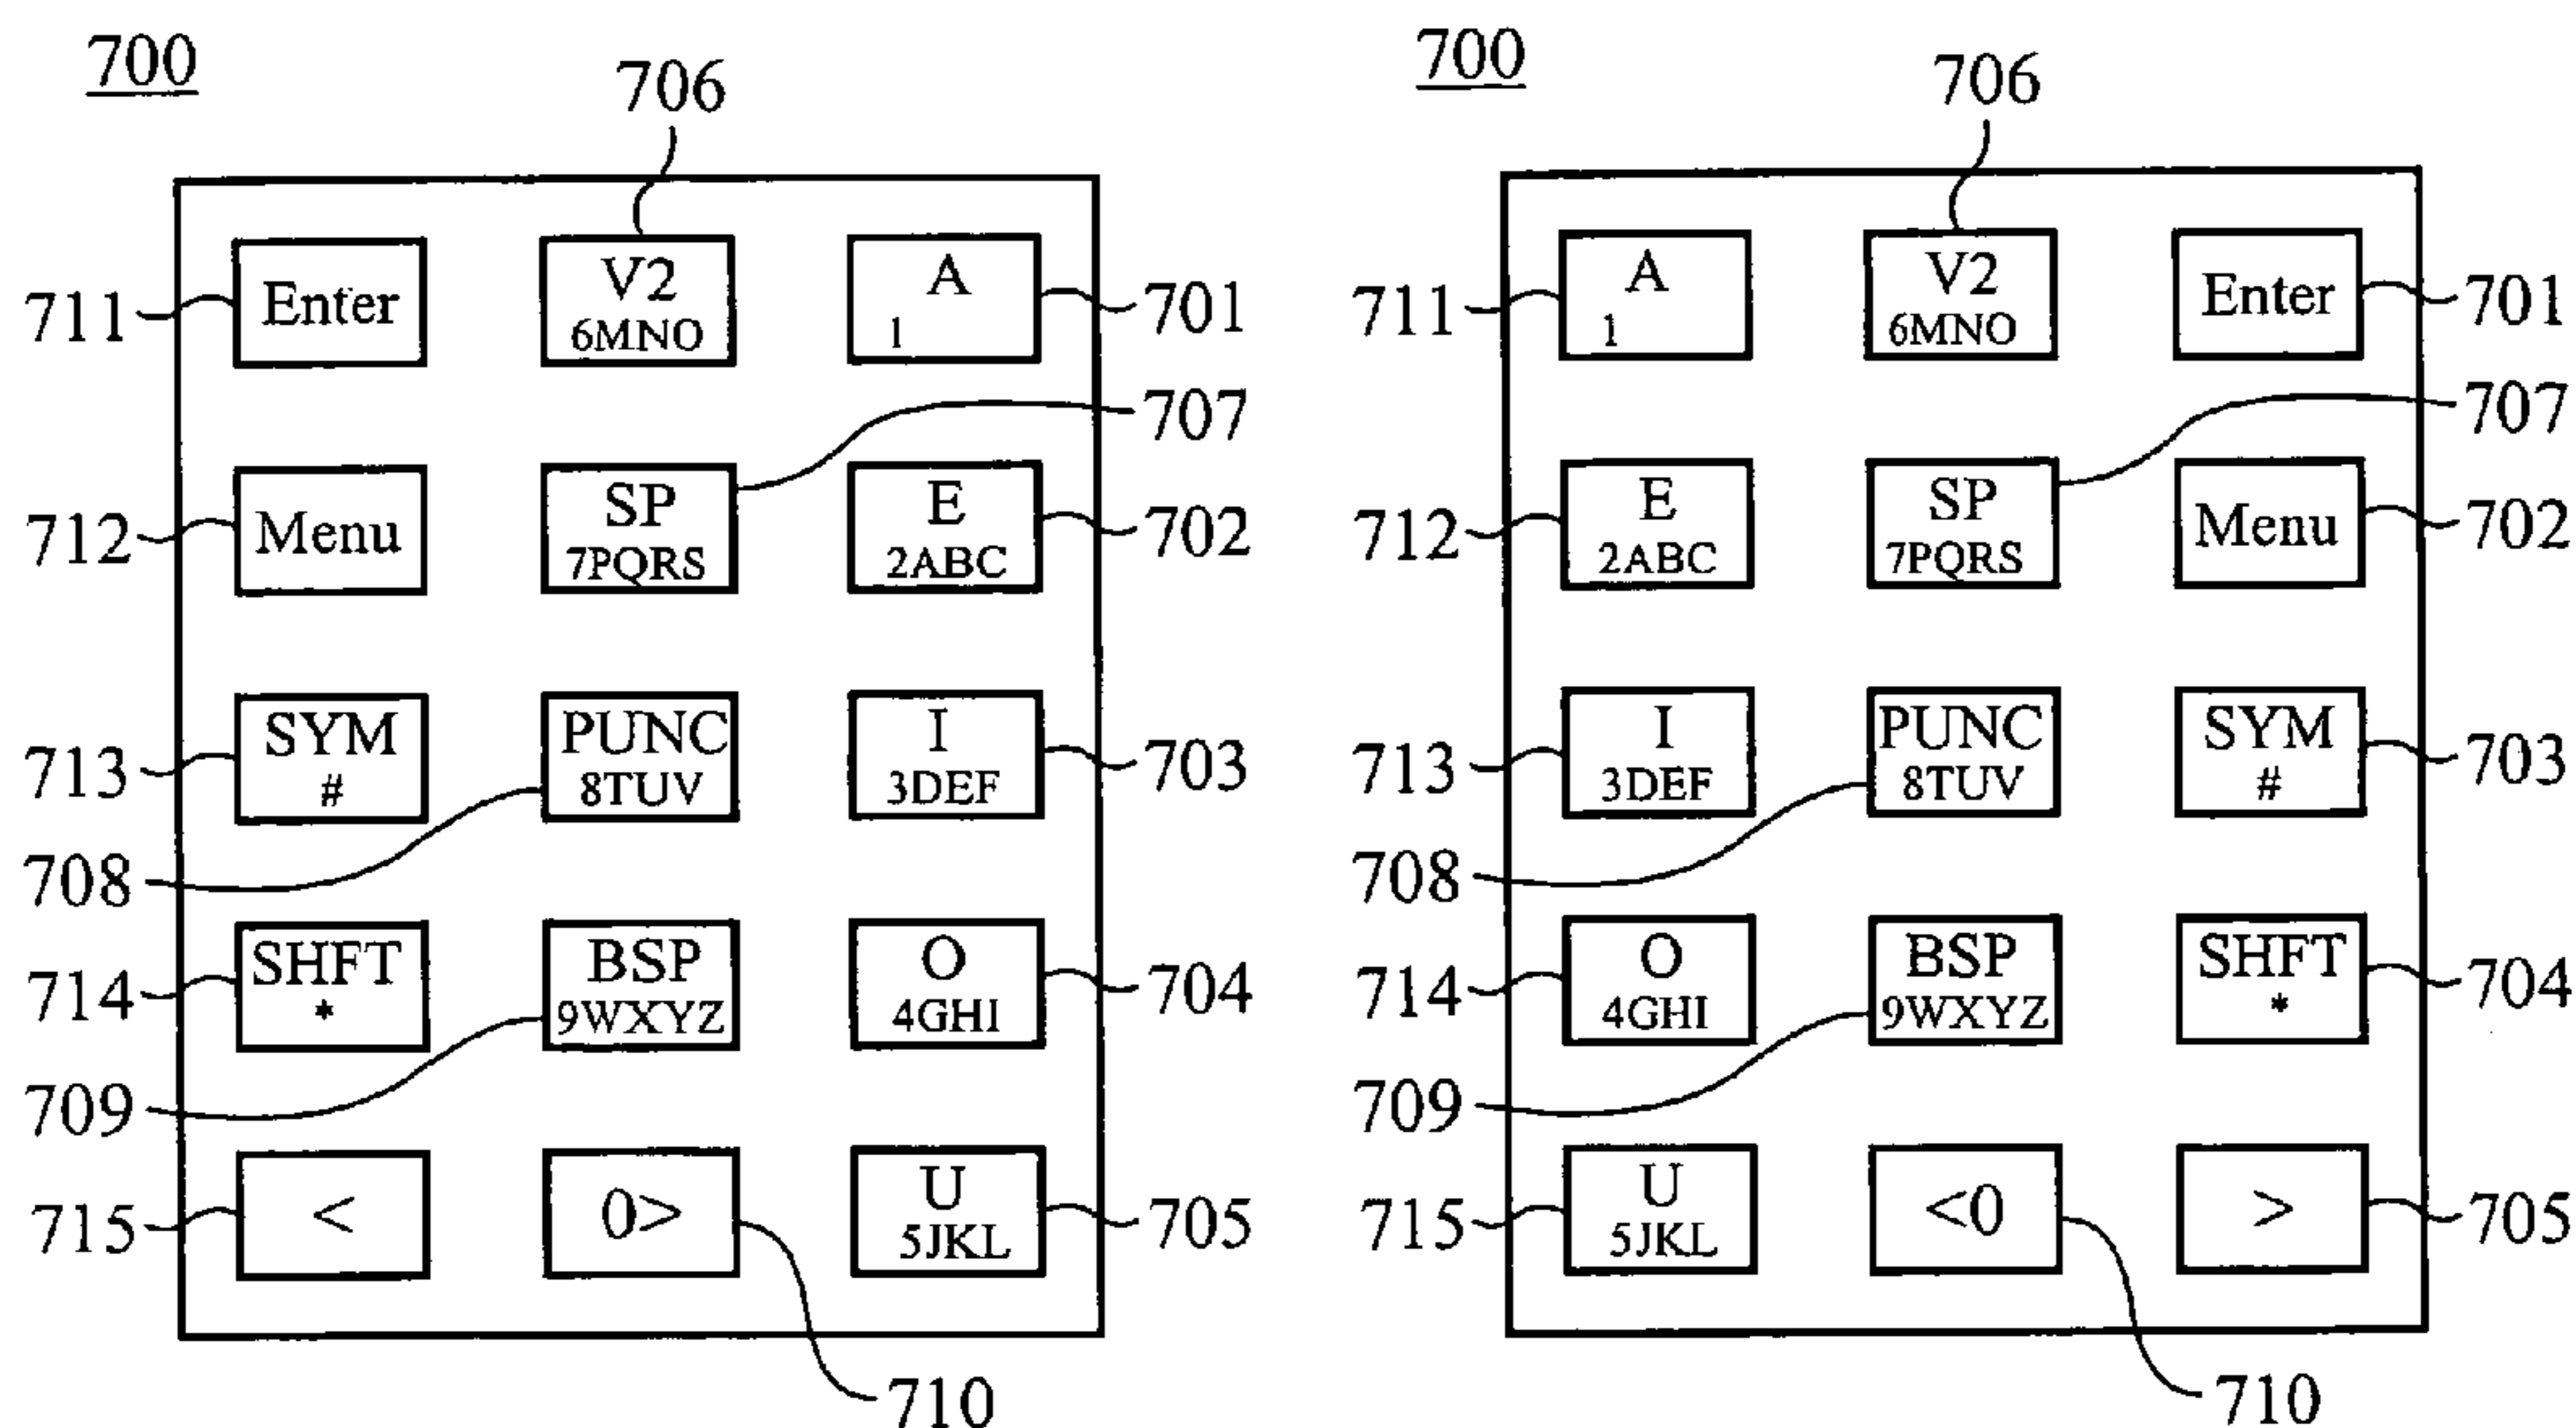 700
706
Enter
V2
6MNO
A
1
711
701
707
Menu
SP
7PQRS
E
2ABC
712
702
SYM
#
PUNC
8TUV
I
3DEF
713
703
708
SHFT
*
BSP
9WXYZ
O
4GHI
714
704
709
<
0>
U
5JKL
715
705
710
700
706
A
1
V2
6MNO
Enter
711
701
707
E
2ABC
SP
7PQRS
Menu
712
702
I
3DEF
PUNC
8TUV
SYM
#
713
703
708
O
4GHI
BSP
9WXYZ
SHFT
*
714
704
709
U
5JKL
<0
>
715
705
710